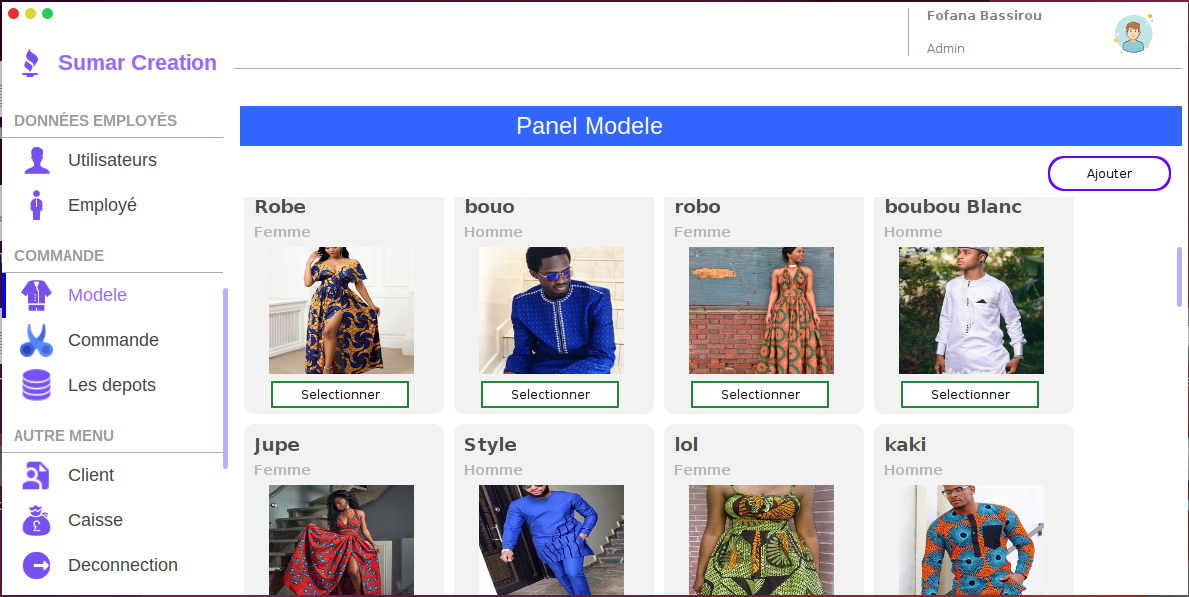 Fofana Bassirou
Admin
Sumar Creation
DONNÉES EMPLOYÉS
Utilisateurs
Employé
COMMANDE
Modele
Commande
Les depots
AUTRE MENU
Client
Caisse
Deconnection
Panel Modele
Ajouter
Robe
Femme
Selectionner
bouo
Homme
Selectionner
robo
Femme
Selectionner
boubou Blanc
Homme
Selectionner
Jupe
Femme
Style
Homme
lol
Femme
kaki
Homme